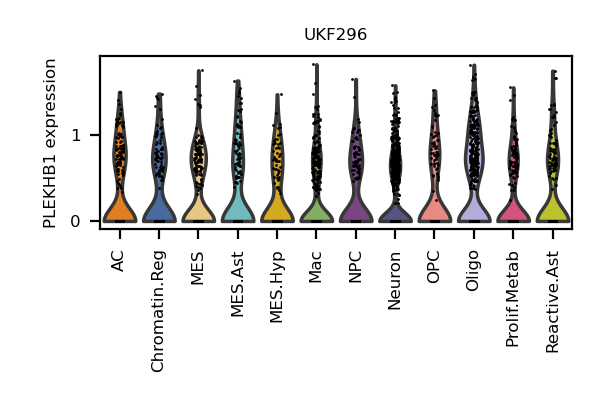 UKF296
PLEKHB1 expression
1
0
AC
Chromatin.Reg
MES
MES.Ast
MES.Hyp
Mac
NPC
Neuron
OPC
Oligo
Prolif.Metab
Reactive.Ast